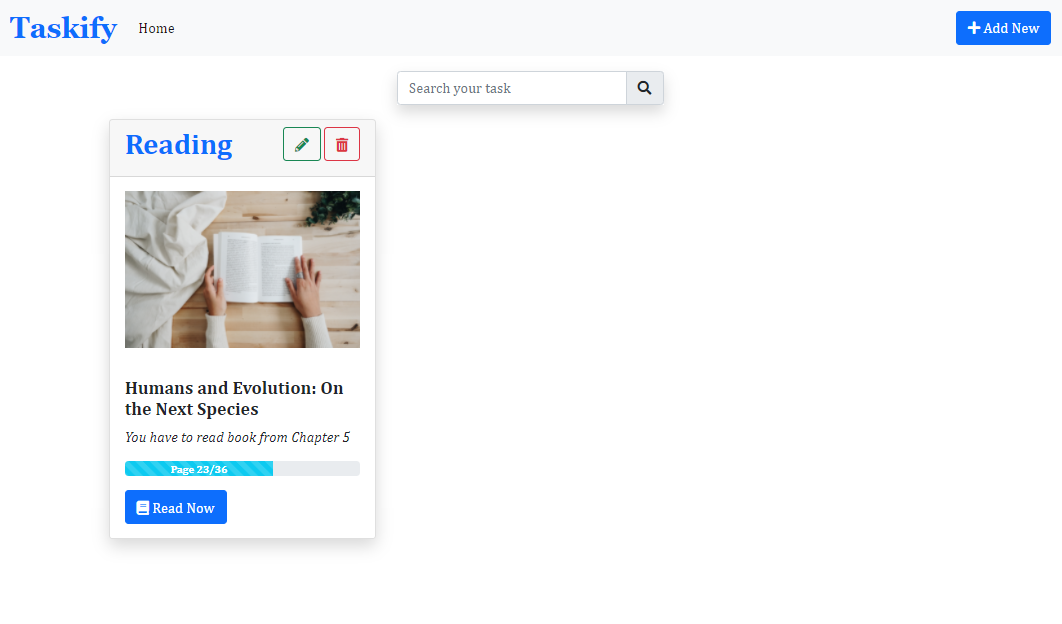 Taskify
Home
Add New
Search your task
Reading
Humans and Evolution: On
the Next Species
You have to read book from Chapter 5
Page 23/36
Read Now